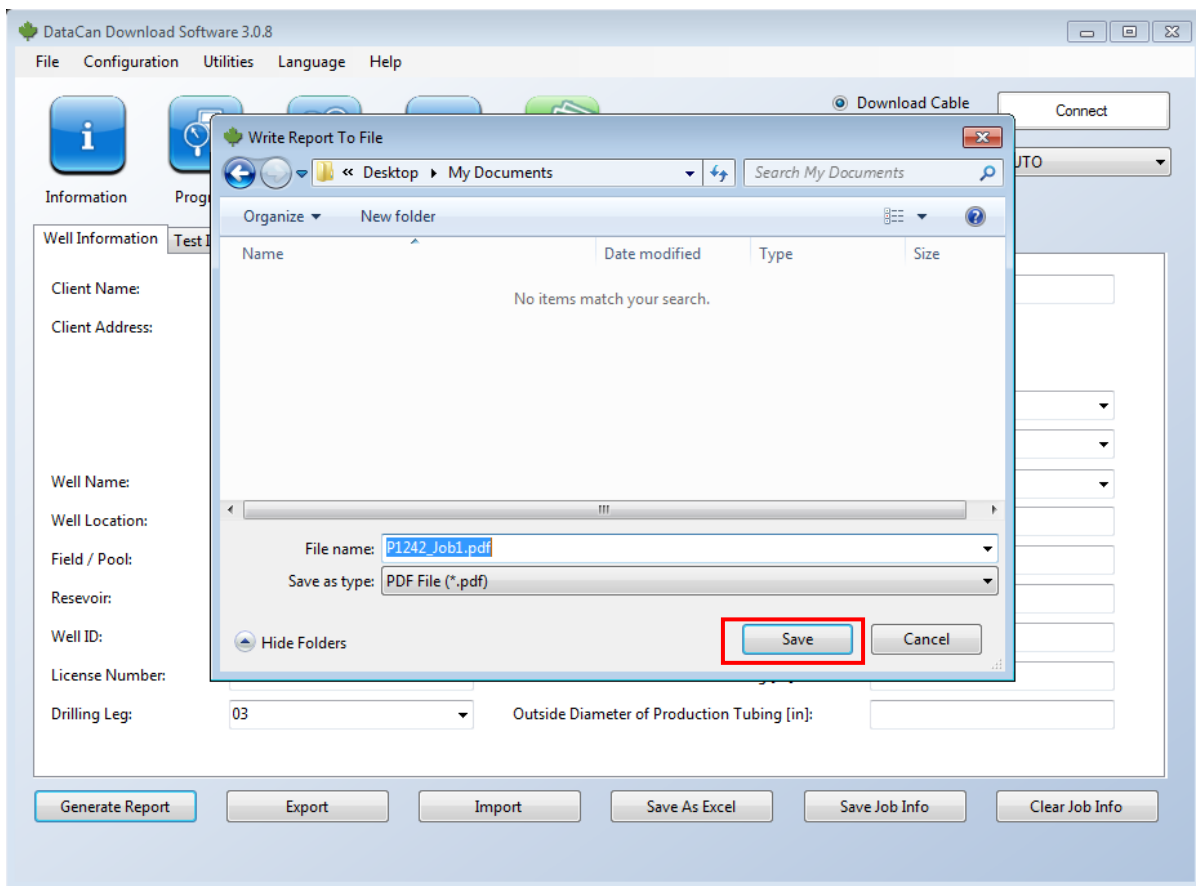 DataCan Download Software 3.0.8
File Configuration Utilities Language Help
Download Cable
Connect
Write Report To File
« Desktop My Documents
Search My Documents
Information
Organize New folder
Well Information Test
Name Date modified Type Size
No items match your search.
Client Name:
Client Address:
Well Name:
Well Location:
Field / Pool:
Resevoir:
Well ID:
License Number:
File name: P1242_Job1.pdf
Save as type: PDF File (*.pdf)
Hide Folders Save Cancel
Drilling Leg: 03 Outside Diameter of Production Tubing [in]:
Generate Report Export Import Save As Excel Save Job Info Clear Job Info